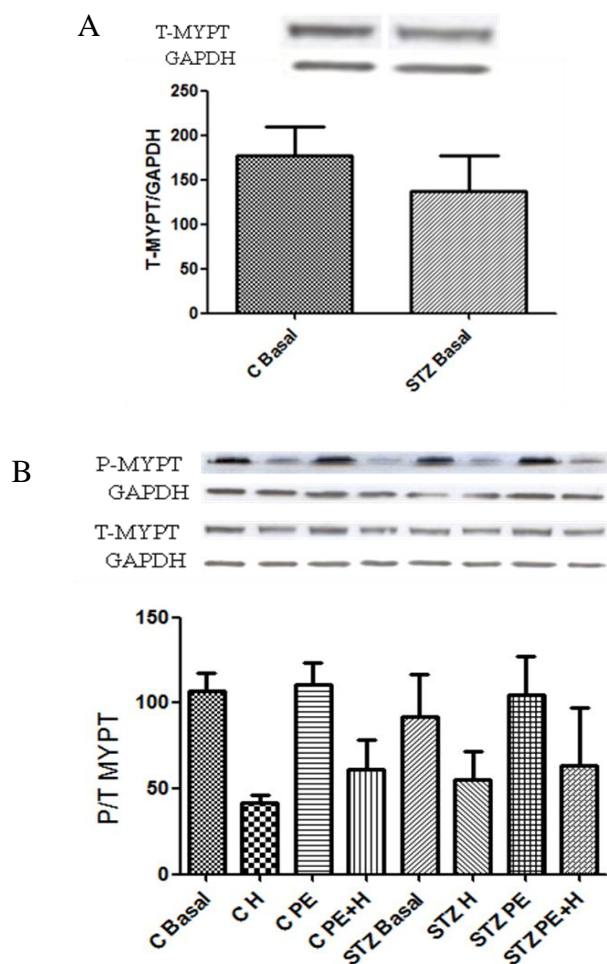 A
T-MYPT
GAPDH
T-MYPT/GAPDH
250
200
150
100
50
0
C Basal
STZ Basal
B
P-MYPT
GAPDH
T-MYPT
GAPDH
P/T MYPT
150
100
50
0
C Basal
C H
C PE
C PE+H
STZ Basal
STZ H
STZ PE
STZ PE+H